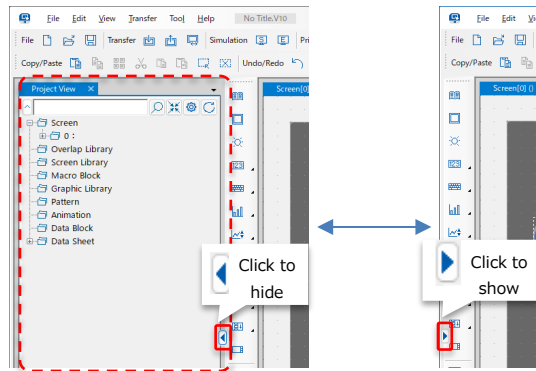 File Edit View Transfer Tool Help No Title.V10
File Transfer Simulation S E Pri
Copy/Paste Undo/Redo
Project View ×
Screen[0]
Screen
0 :
Overlap Library
Screen Library
Macro Block
Graphic Library
Pattern
Animation
Data Block
Data Sheet
Click to
hide
File Edit Vi
File
Copy/Paste
Screen[0] ()
Click to
show